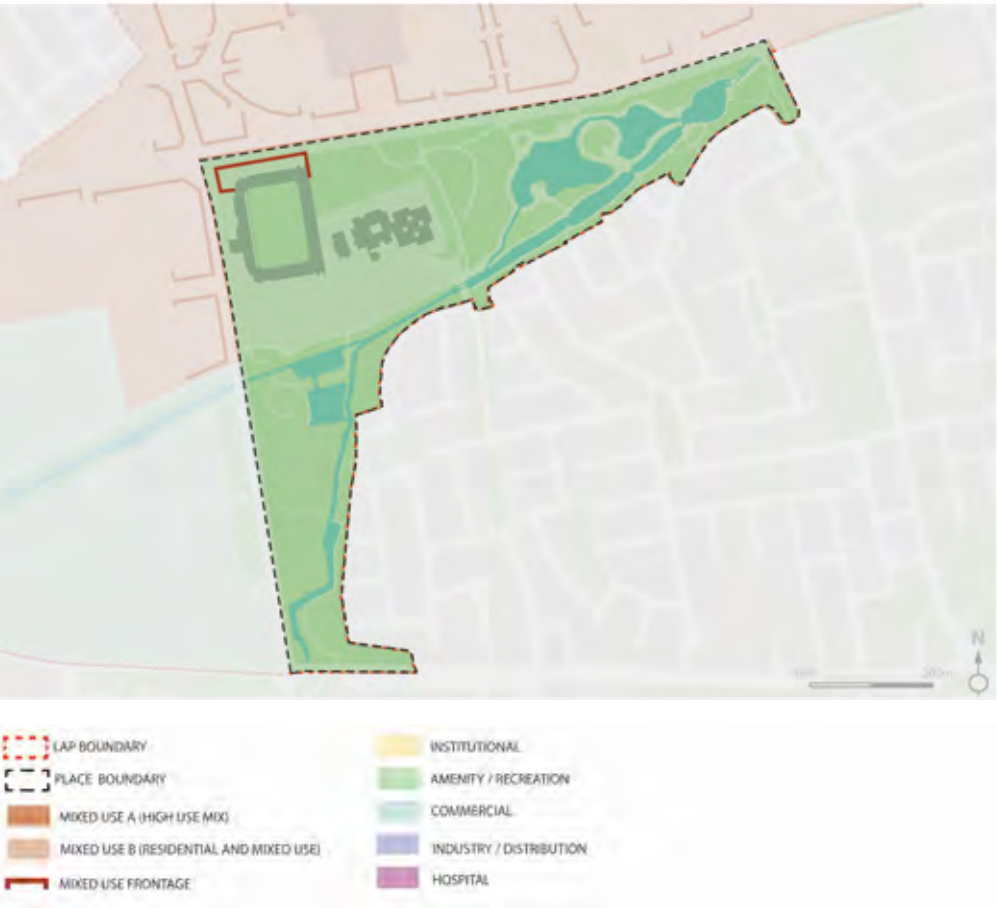 N
LAP BOUNDARY
PLACE BOUNDARY
MIXED USE A (HIGH USE MIX)
MIXED USE B (RESIDENTIAL AND MIXED USE)
MIXED USE FRONTAGE
INSTITUTIONAL
AMENITY / RECREATION
COMMERCIAL
INDUSTRY / DISTRIBUTION
HOSPITAL